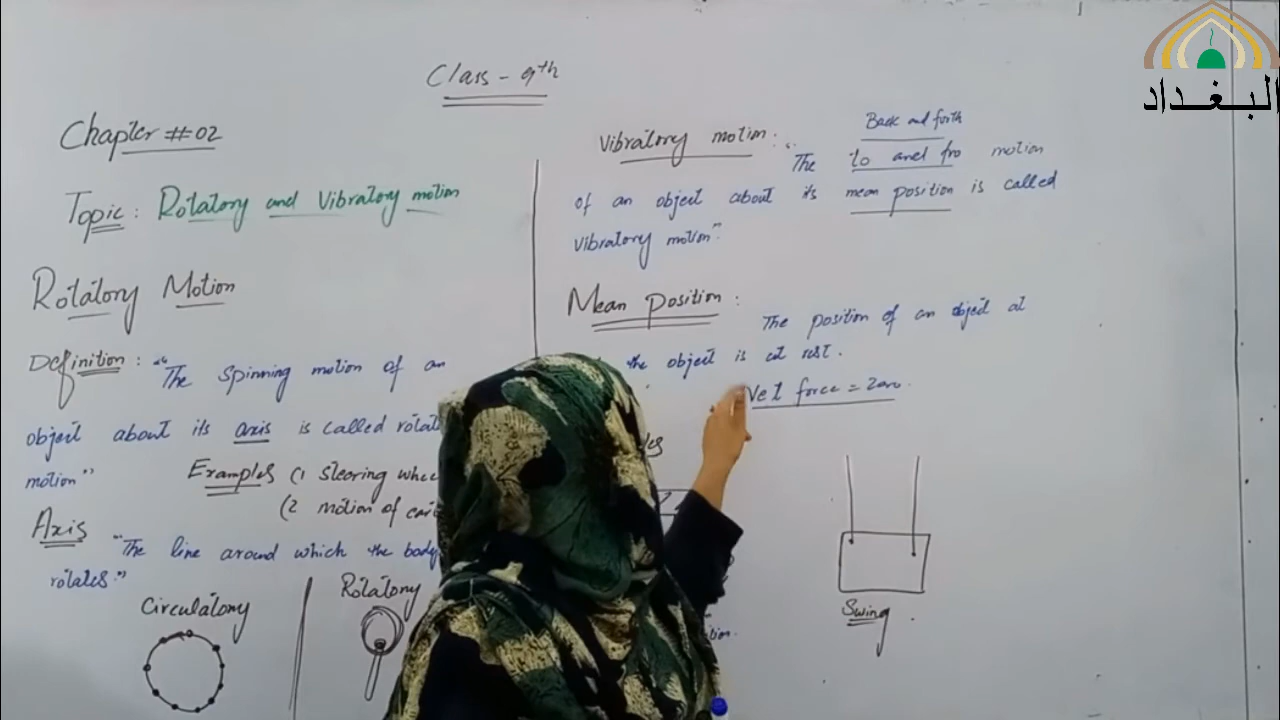 البغداد
Class - 9th
Chapter # 02
Topic: Rotatory and Vibratory motion
Rotatory Motion
Definition: "The spinning motion of an
object about its axis is called
motion"
Examples (1 stearing
(2 motion of
Axis
"The line around which the body
rotates."
Circulatory
Rotatory
Vibratory motion:
Back and forth
"The to and fro motion
of an object about its mean position is called
vibratory motion".
Mean position:
The position of an object at
the object is at rest.
Net force = Zero.
Swing